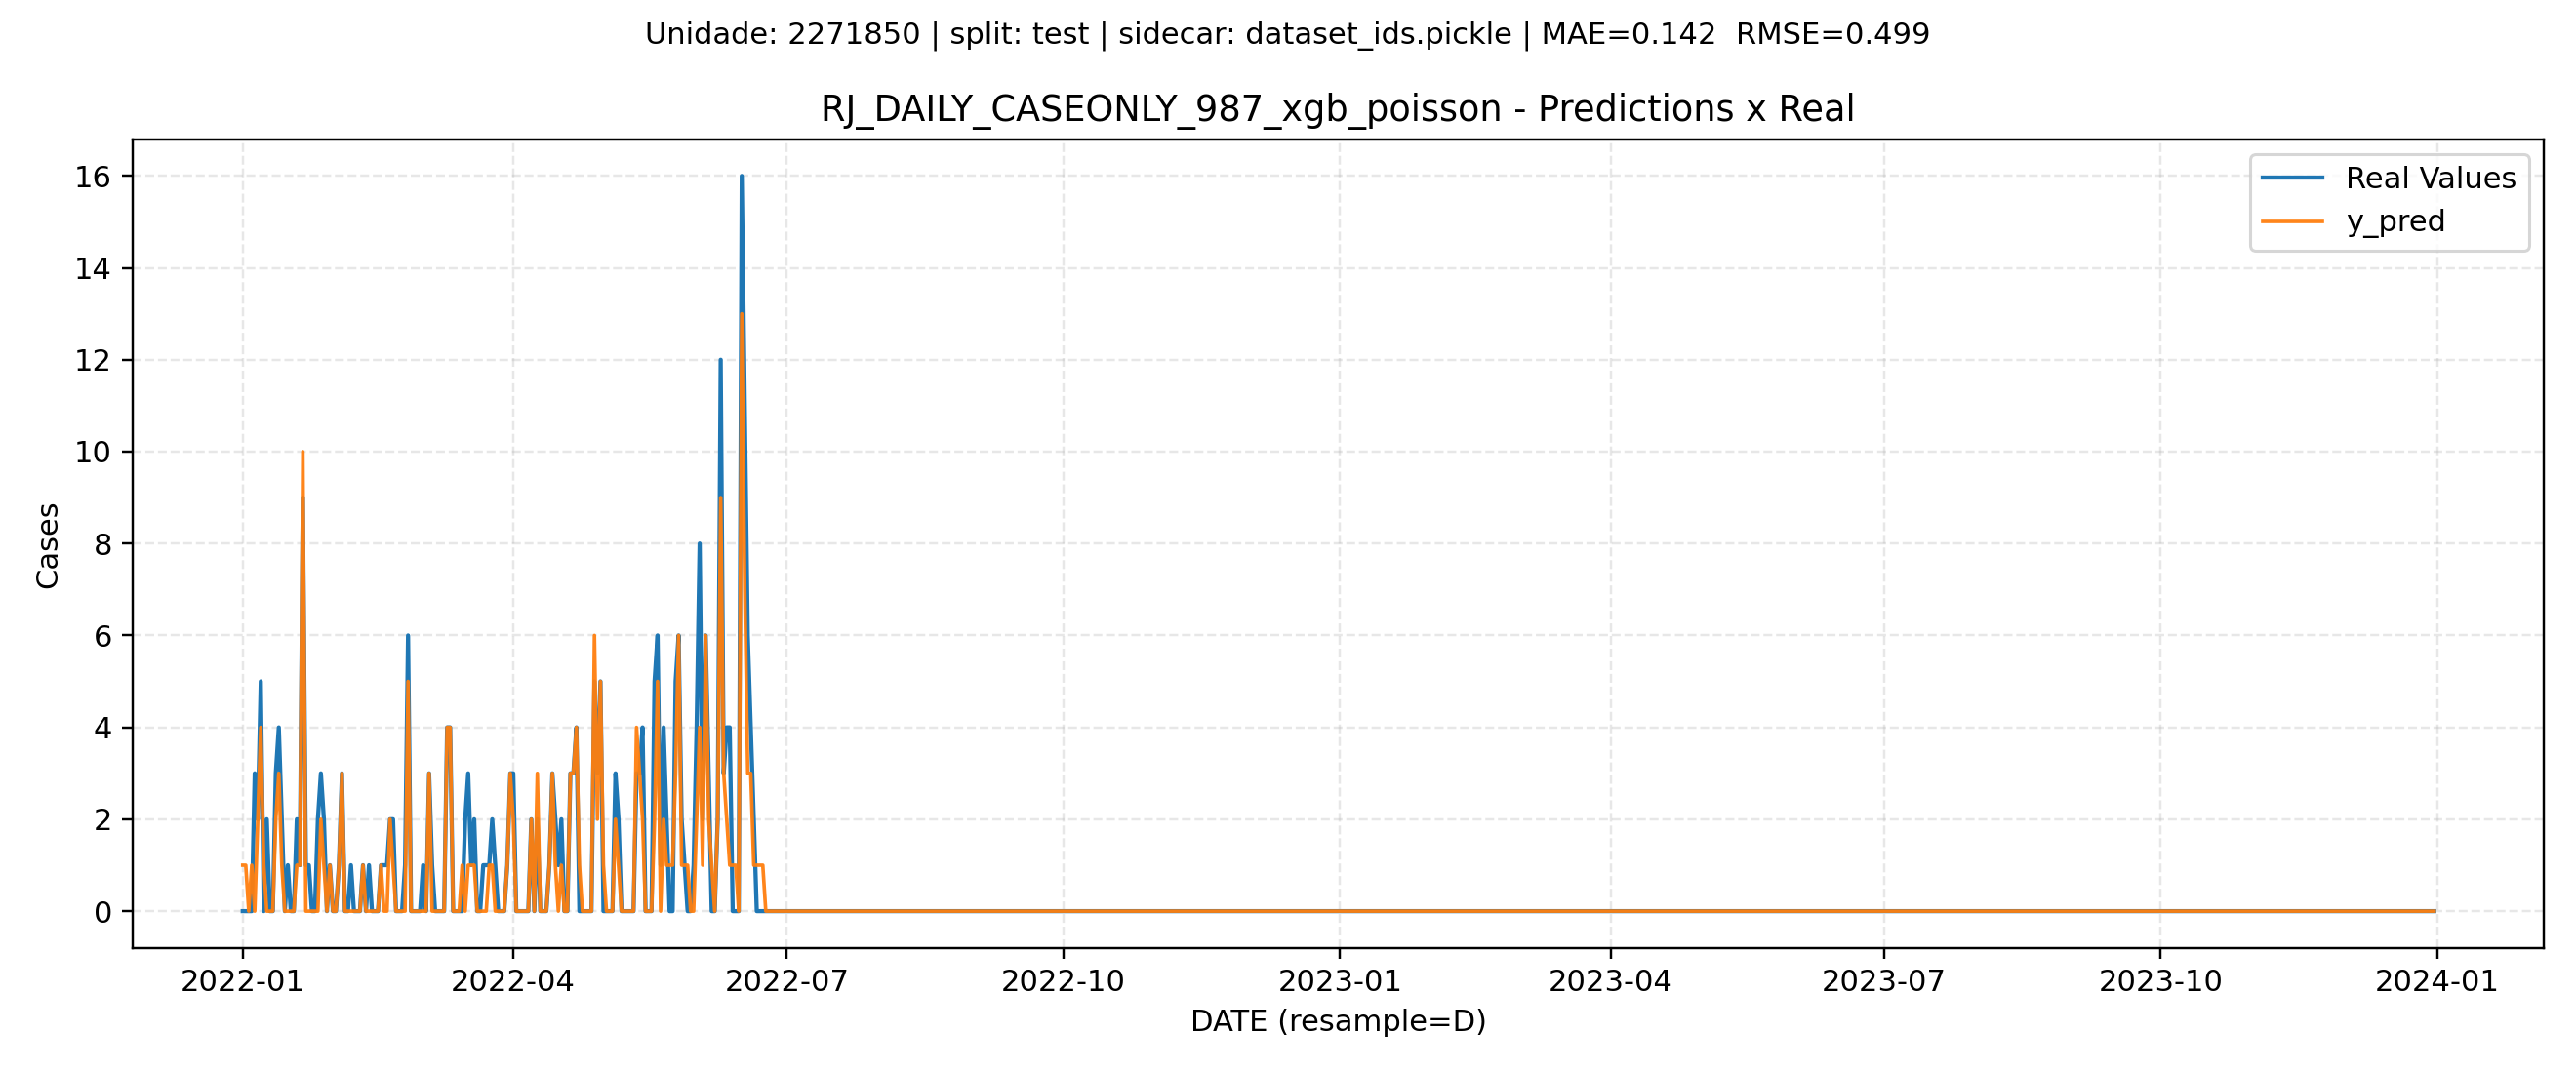 Unidade: 2271850 | split: test | sidecar: dataset_ids.pickle | MAE=0.142  RMSE=0.499
RJ_DAILY_CASEONLY_987_xgb_poisson - Predictions x Real
Real Values
y_pred
16
14
12
10
8
6
4
2
0
Cases
2022-01 2022-04 2022-07 2022-10 2023-01 2023-04 2023-07 2023-10 2024-01
DATE (resample=D)